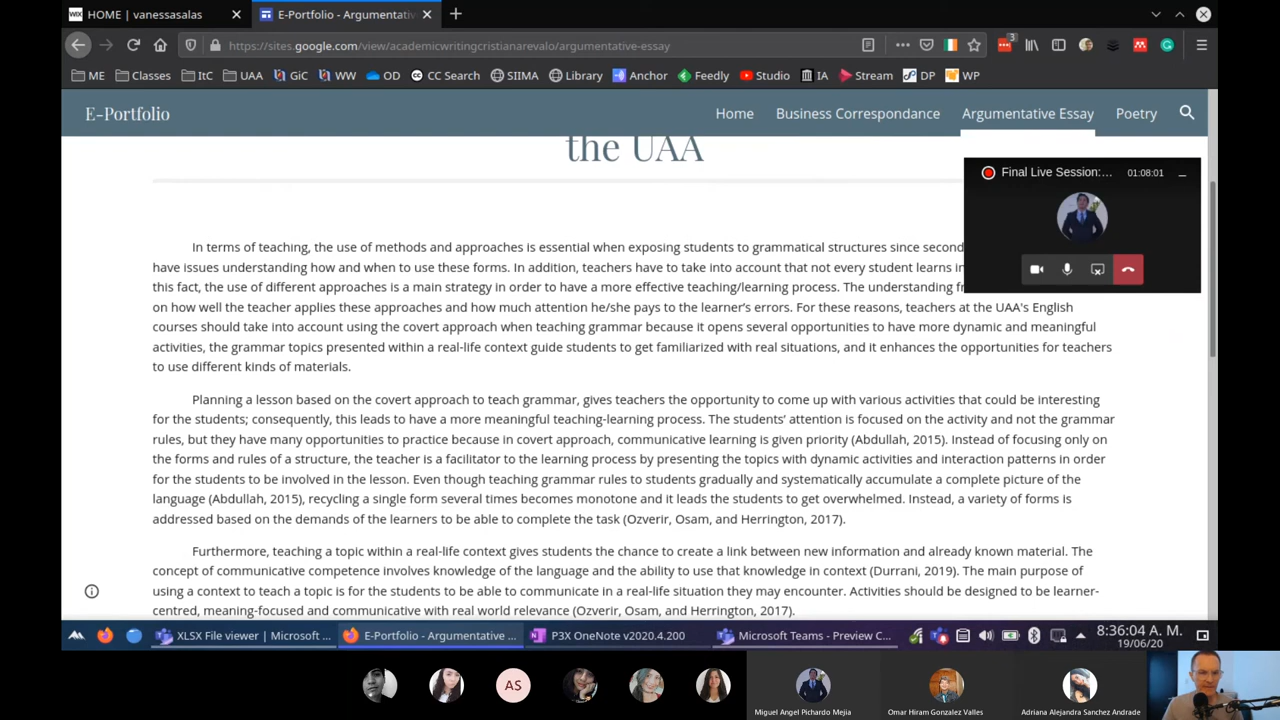 HOME | vanessasalas
E-Portfolio - Argumentativ
https://sites.google.com/view/academicwritingcristianarevalo/argumentative-essay
3
ME Classes ItC UAA GiC WW OD CC Search SIIMA Library Anchor Feedly Studio IA Stream DP WP
E-Portfolio Home Business Correspondence Argumentative Essay Poetry
the UAA
Final Live Session:... 01:08:01
In terms of teaching, the use of methods and approaches is essential when exposing students to grammatical structures since second
have issues understanding how and when to use these forms. In addition, teachers have to take into account that not every student learns in
this fact, the use of different approaches is a main strategy in order to have a more effective teaching/learning process. The understanding
on how well the teacher applies these approaches and how much attention he/she pays to the learner's errors. For these reasons, teachers at the UAA's English
courses should take into account using the covert approach when teaching grammar because it opens several opportunities to have more dynamic and meaningful
activities, the grammar topics presented within a real-life context guide students to get familiarized with real situations, and it enhances the opportunities for teachers
to use different kinds of materials.
Planning a lesson based on the covert approach to teach grammar, gives teachers the opportunity to come up with various activities that could be interesting
for the students; consequently, this leads to have a more meaningful teaching-learning process. The students' attention is focused on the activity and not the grammar
rules, but they have many opportunities to practice because in covert approach, communicative learning is given priority (Abdullah, 2015). Instead of focusing only on
the forms and rules of a structure, the teacher is a facilitator to the learning process by presenting the topics with dynamic activities and interaction patterns in order
for the students to be involved in the lesson. Even though teaching grammar rules to students gradually and systematically accumulate a complete picture of the
language (Abdullah, 2015), recycling a single form several times becomes monotone and it leads the students to get overwhelmed. Instead, a variety of forms is
addressed based on the demands of the learners to be able to complete the task (Ozverir, Osam, and Herrington, 2017).
Furthermore, teaching a topic within a real-life context gives students the chance to create a link between new information and already known material. The
concept of communicative competence involves knowledge of the language and the ability to use that knowledge in context (Durrani, 2019). The main purpose of
using a context to teach a topic is for the students to be able to communicate in a real-life situation they may encounter. Activities should be designed to be learner-
centred, meaning-focused and communicative with real world relevance (Ozverir, Osam, and Herrington, 2017).
XLSX File viewer | Microsoft ... E-Portfolio - Argumentative ... P3X OneNote v2020.4.200 Microsoft Teams - Preview C... 8:36:04 A. M.
19/06/20
AS
Miguel Angel Pichardo Mejia Omar Hiram Gonzalez Valles Adriana Alejandra Sanchez Andrade